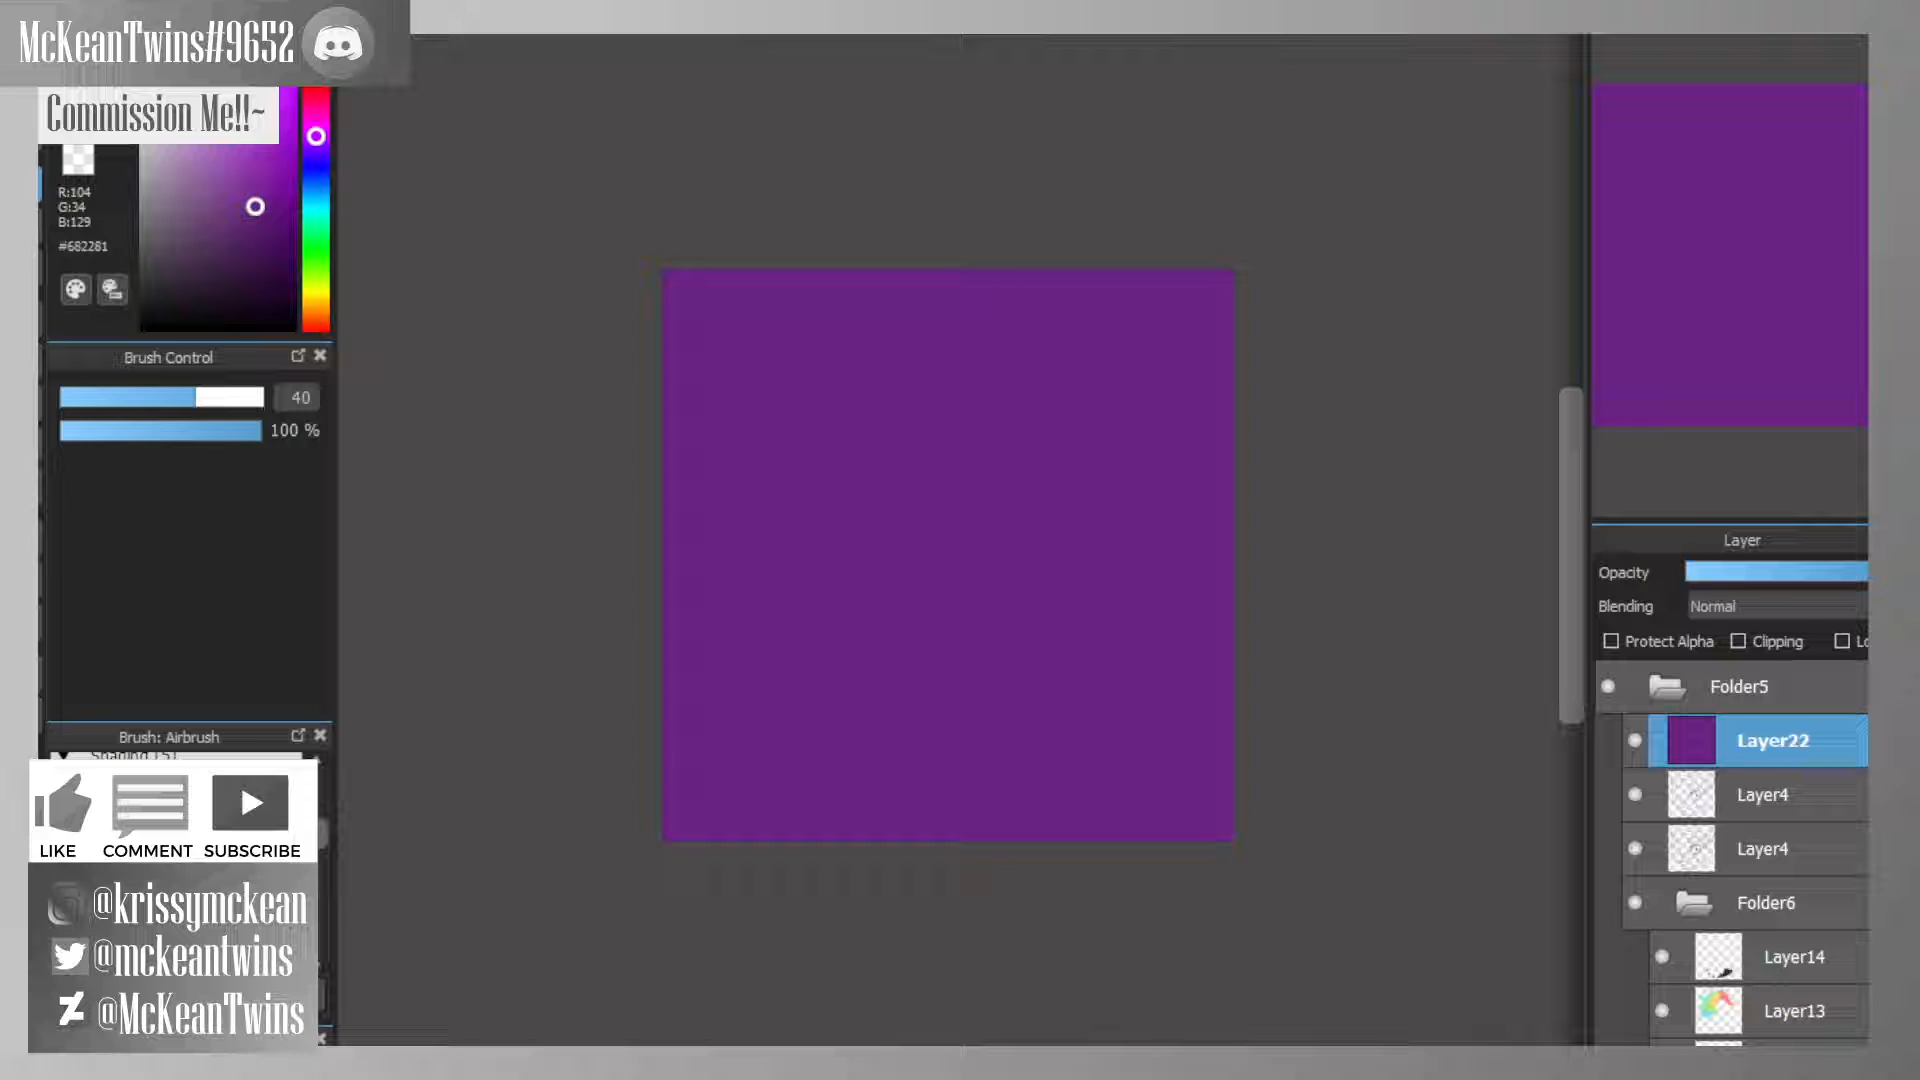 McKeanTwins#9652
Commission Me!!~
R:104
G:34
B:129
#682281
Brush Control
40
100 %
Brush: Airbrush
LIKE COMMENT SUBSCRIBE
@krissymckean
@mckeantwins
@McKeanTwins
Layer
Opacity
Blending Normal
Protect Alpha Clipping
Folder5
Layer22
Layer4
Layer4
Folder6
Layer14
Layer13